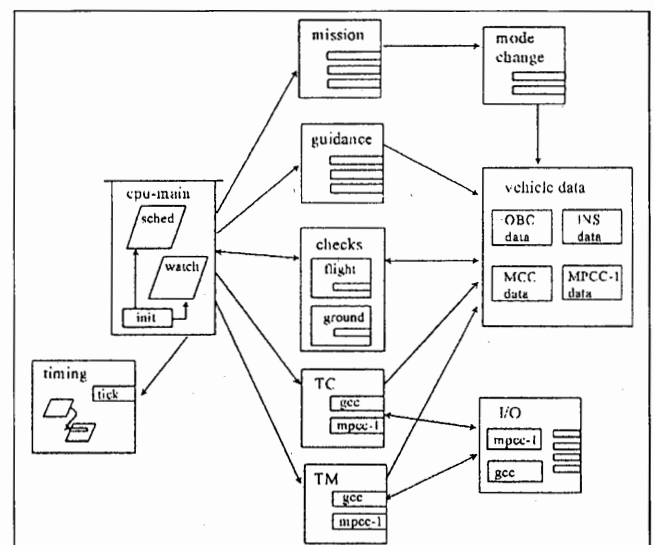 mission
mode
change
guidance
cpu-main
sched
watch
init
vehicle data
OBC
data
INS
data
MCC
data
MPCC-1
data
checks
flight
ground
timing
tick
TC
gcc
mpcc-1
I/O
mpcc-1
gcc
TM
gcc
mpcc-1